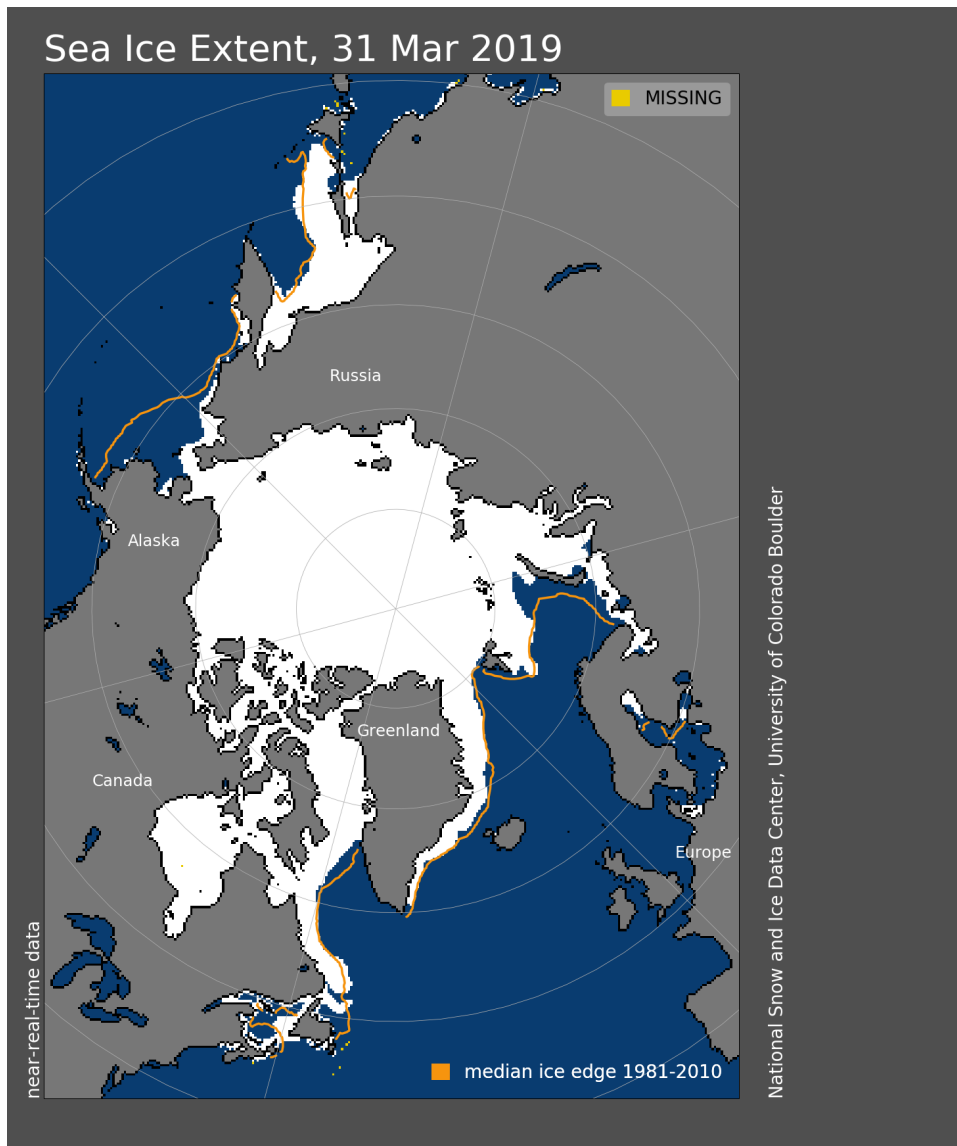 Sea Ice Extent, 31 Mar 2019
MISSING
Russia
Alaska
Greenland
Canada
Europe
median ice edge 1981-2010
near-real-time data
National Snow and Ice Data Center, University of Colorado Boulder